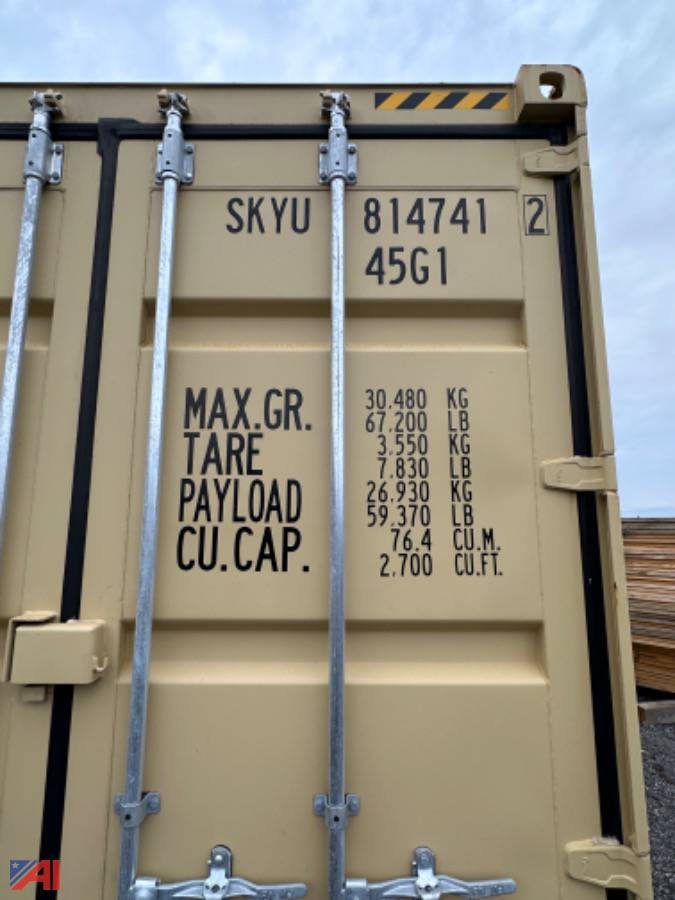 SKYU 814741 2
45G1
MAX.GR. 30.480 KG
67.200 LB
TARE 3.550 KG
7.830 LB
PAYLOAD 26.930 KG
59.370 LB
CU.CAP. 76.4 CU.M.
2.700 CU.FT.
AI